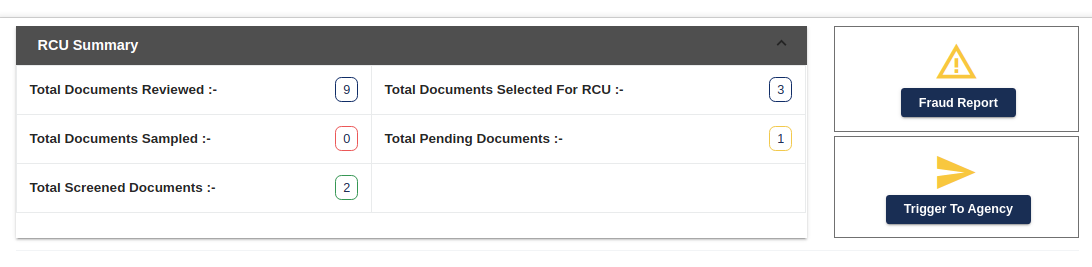 RCU Summary
Total Documents Reviewed :- 9
Total Documents Selected For RCU :- 3
Total Documents Sampled :- 0
Total Pending Documents :- 1
Total Screened Documents :- 2
Fraud Report
Trigger To Agency